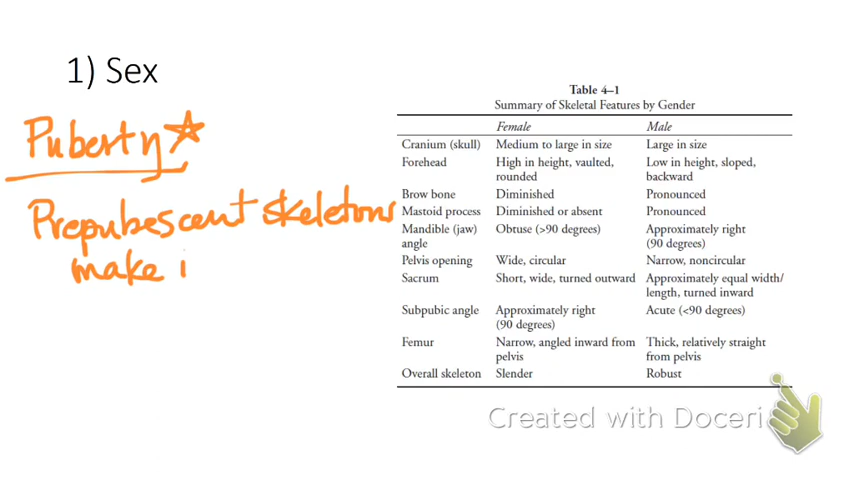 1) Sex
Puberty
Prepubescent skeletons
make i
Table 4–1
Summary of Skeletal Features by Gender
Female Male
Cranium (skull) Medium to large in size Large in size
Forehead High in height, vaulted, Low in height, sloped,
rounded backward
Brow bone Diminished Pronounced
Mastoid process Diminished or absent Pronounced
Mandible (jaw) Obtuse (>90 degrees) Approximately right
angle (90 degrees)
Pelvis opening Wide, circular Narrow, noncircular
Sacrum Short, wide, turned outward Approximately equal width/
length, turned inward
Subpubic angle Approximately right Acute (<90 degrees)
(90 degrees)
Femur Narrow, angled inward from Thick, relatively straight
pelvis from pelvis
Overall skeleton Slender Robust
Created with Doceri